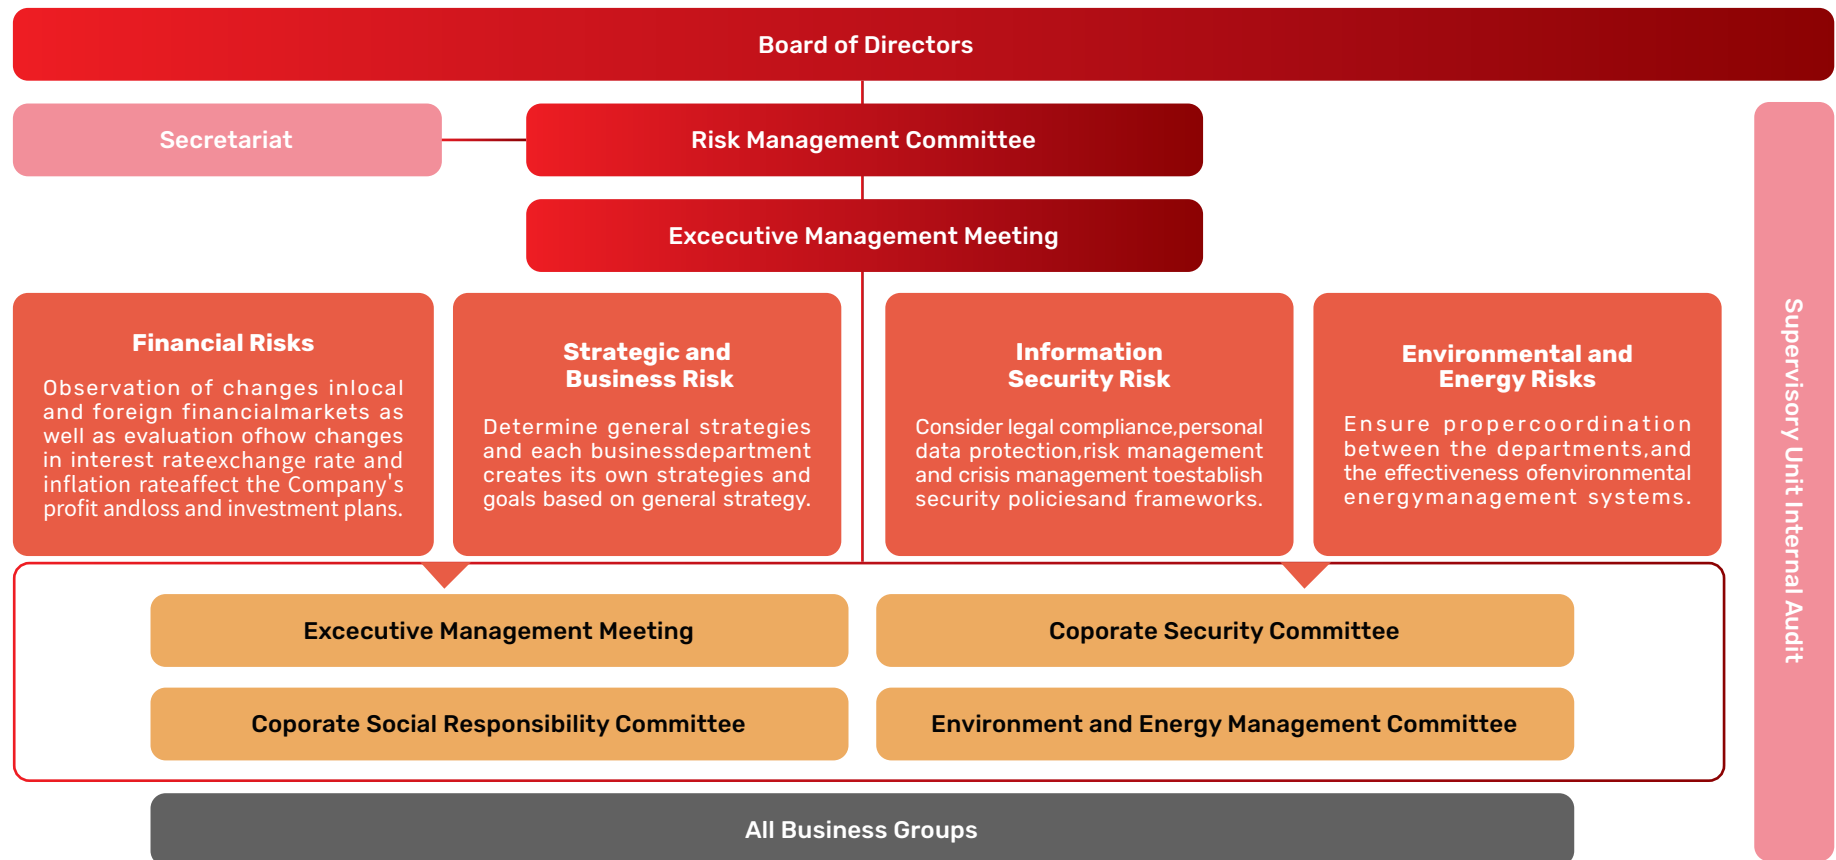 Board of Directors
Secretariat
Risk Management Committee
Excecutive Management Meeting
Financial Risks
Observation of changes inlocal
and foreign financialmarkets as
well as evaluation ofhow changes
in interest rateexchange rate and
inflation rateaffect the Company's
profit andloss and investment plans.
Strategic and
Business Risk
Determine general strategies
and each businessdepartment
creates its own strategies and
goals based on general strategy.
Information
Security Risk
Consider legal compliance,personal
data protection,risk management
and crisis management toestablish
security policiesand frameworks.
Environmental and
Energy Risks
Ensure propercoordination
between the departments,and
the effectiveness ofenvironmental
energymanagement systems.
Supervisory Unit Internal Audit
Excecutive Management Meeting
Coporate Security Committee
Coporate Social Responsibility Committee
Environment and Energy Management Committee
All Business Groups